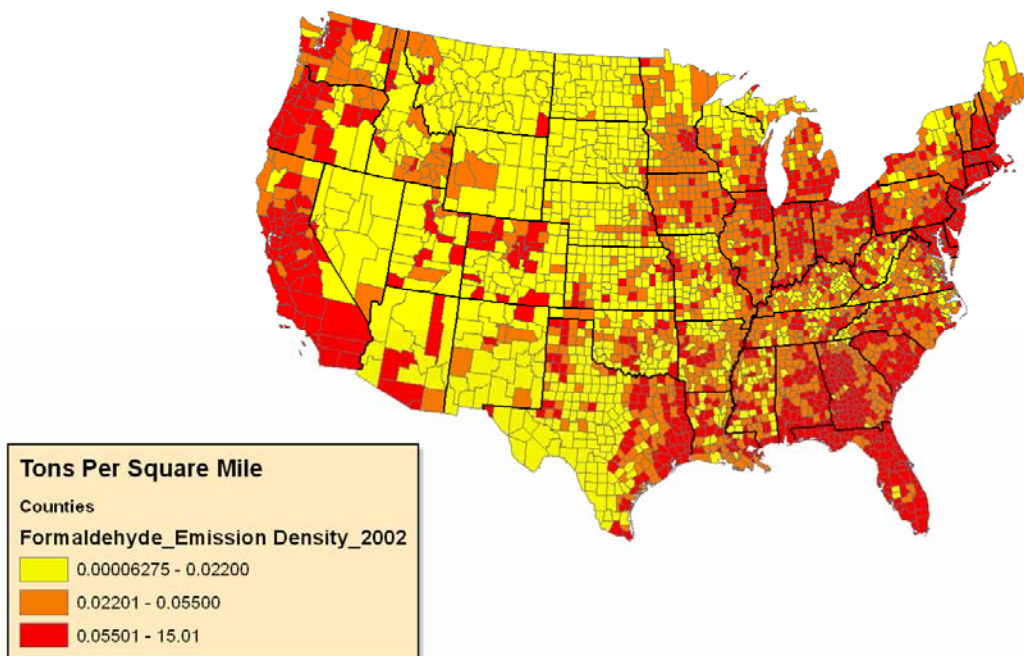 Tons Per Square Mile
Counties
Formaldehyde_Emission Density_2002
0.00006275 - 0.02200
0.02201 - 0.05500
0.05501 - 15.01